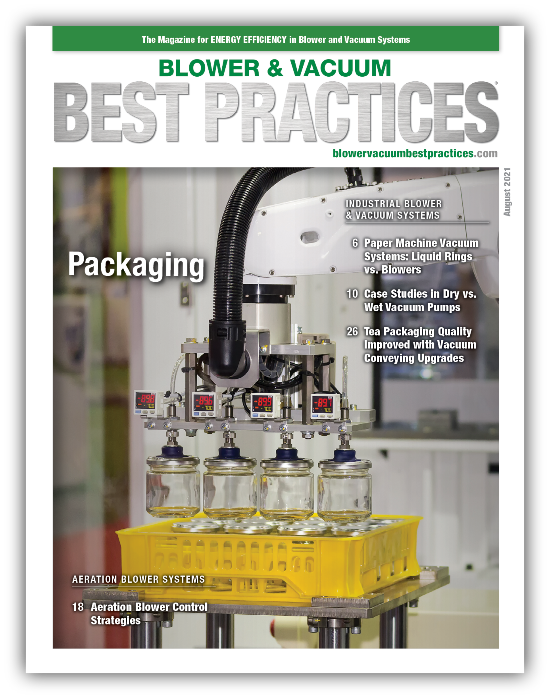 The Magazine for ENERGY EFFICIENCY in Blower and Vacuum Systems
BLOWER & VACUUM
BEST PRACTICES
blowervacuumbestpractices.com
August 2021
INDUSTRIAL BLOWER
& VACUUM SYSTEMS
Packaging
6 Paper Machine Vacuum
Systems: Liquid Rings
vs. Blowers
10 Case Studies in Dry vs.
Wet Vacuum Pumps
26 Tea Packaging Quality
Improved with Vacuum
Conveying Upgrades
AERATION BLOWER SYSTEMS
18 Aeration Blower Control
Strategies